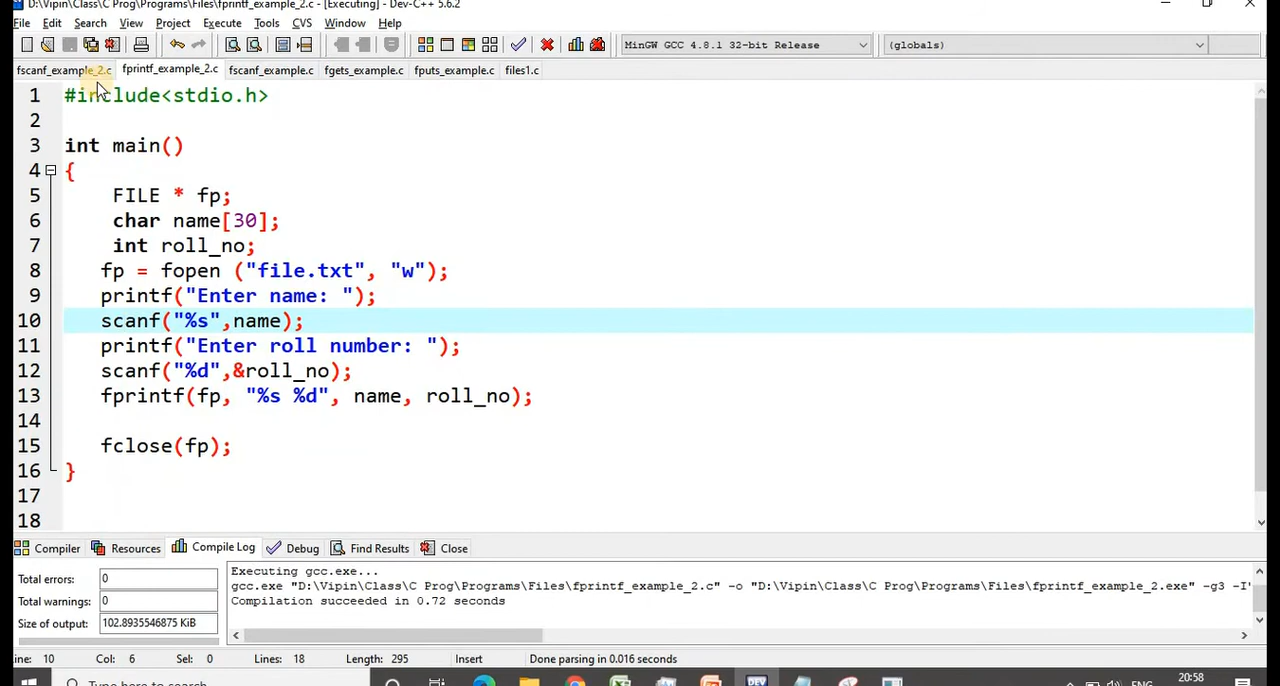 D:\Vipin\Class\C Prog\Programs\Files\fprintf_example_2.c - [Executing] - Dev-C++ 5.6.2
File Edit Search View Project Execute Tools CVS Window Help
MinGW GCC 4.8.1 32-bit Release (globals)
fscanf_example_2.c fprintf_example_2.c fscanf_example.c fgets_example.c fputs_example.c files1.c
1 #include<stdio.h>
2
3 int main()
4 {
5 FILE * fp;
6 char name[30];
7 int roll_no;
8 fp = fopen ("file.txt", "w");
9 printf("Enter name: ");
10 scanf("%s",name);
11 printf("Enter roll number: ");
12 scanf("%d",&roll_no);
13 fprintf(fp, "%s %d", name, roll_no);
14
15 fclose(fp);
16 }
17
18
Compiler Resources Compile Log Debug Find Results Close
Total errors: 0
Total warnings: 0
Size of output: 102.8935546875 KiB
Executing gcc.exe...
gcc.exe "D:\Vipin\Class\C Prog\Programs\Files\fprintf_example_2.c" -o "D:\Vipin\Class\C Prog\Programs\Files\fprintf_example_2.exe" -g3 -I"
Compilation succeeded in 0.72 seconds
ine: 10 Col: 6 Sel: 0 Lines: 18 Length: 295 Insert Done parsing in 0.016 seconds
Type here to search DEV ENG 20:58